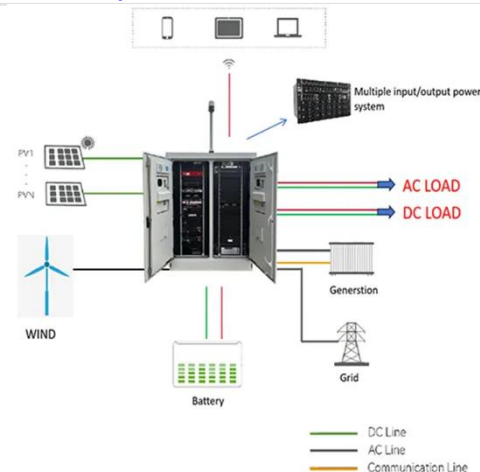 Multiple input/output power
system
PV1
PVN
AC LOAD
DC LOAD
WIND
Generstion
Grid
Battery
DC Line
AC Line
Communication Line